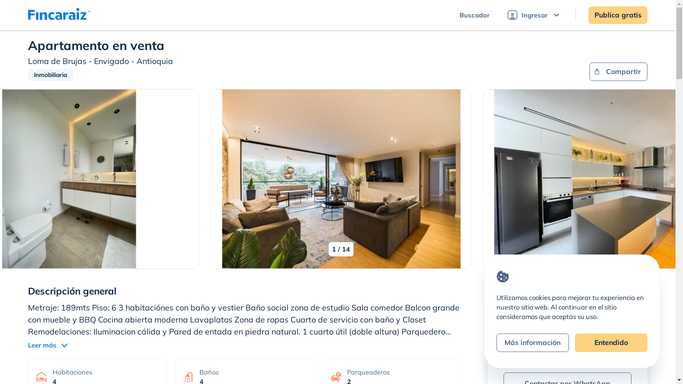 Fincaraiz
Buscador
Ingresar
Publica gratis
Apartamento en venta
Loma de Brujas - Envigado - Antioquia
Inmobiliaria
Compartir
1 / 14
Descripción general
Metraje: 189mts Piso: 6 3 habitaciónes con baño y vestier Baño social zona de estudio Sala comedor Balcon grande
con mueble y BBQ Cocina abierta moderna Lavaplatos Zona de ropas Cuarto de servicio con baño y Closet
Remodelaciones: Iluminacion cálida y Pared de entada en piedra natural. 1 cuarto útil (doble altura) Parquedero...
Leer más
Habitaciones
4
Baños
4
Parqueaderos
2
Utilizamos cookies para mejorar tu experiencia en
nuestro sitio web. Al continuar en el sitio
consideramos que aceptas su uso.
Más información
Entendido
Contactar por WhatsApp